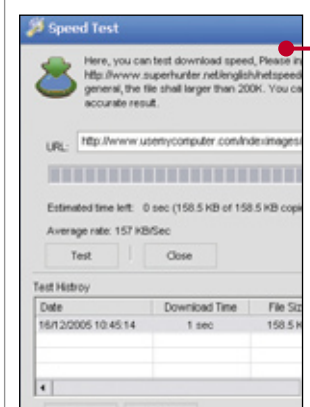 Speed Test
Here, you can test download speed, Please in
http://www.superhunter.net/english/netspeed
general, the file shall larger than 200K. You ca
accurate result.
URL: http://www.usemycomputer.com/indeximages/
Estimated time left: 0 sec (158.5 KB of 158.5 KB copi
Average rate: 157 KB/Sec
Test Close
Test Histroy
Date Download Time File Siz
16/12/2005 10:45:14 1 sec 158.5 K